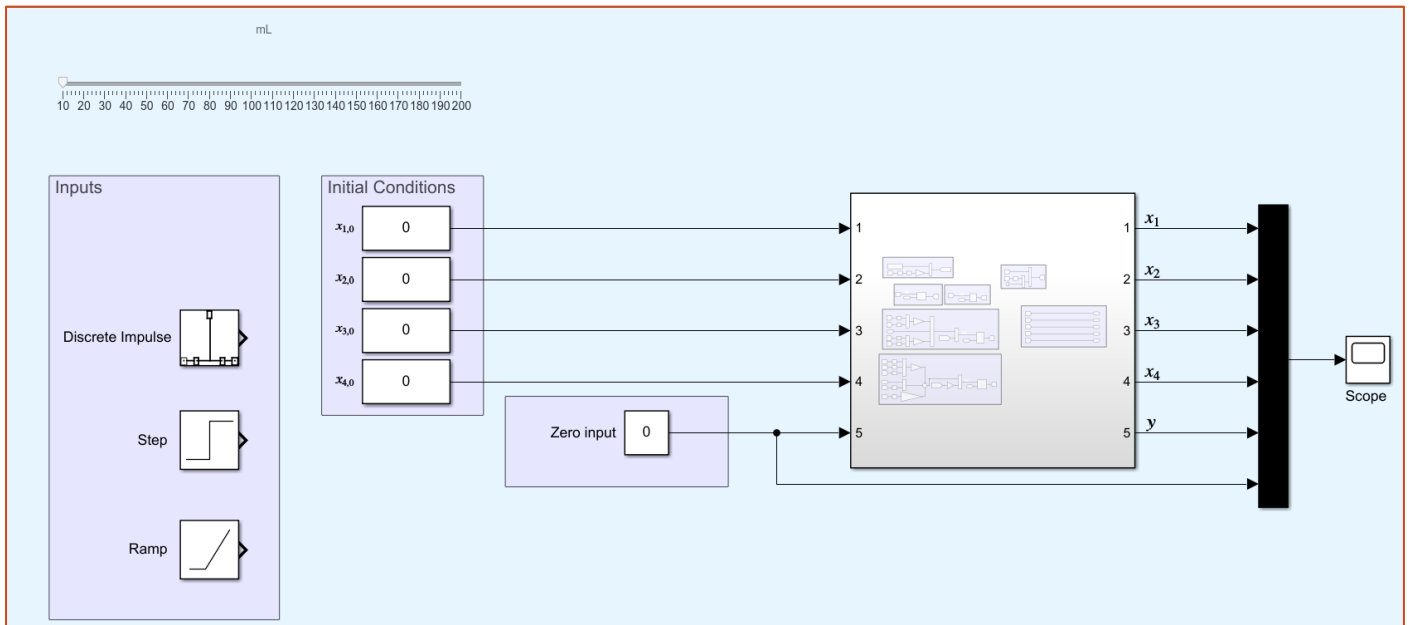 mL
10 20 30 40 50 60 70 80 90 100 110 120 130 140 150 160 170 180 190 200
Inputs
Discrete Impulse
Step
Ramp
Initial Conditions
x1,0 0
x2,0 0
x3,0 0
x4,0 0
Zero input 0
1 1 x1
2 2 x2
3 3 x3
4 4 x4
5 5 y
Scope